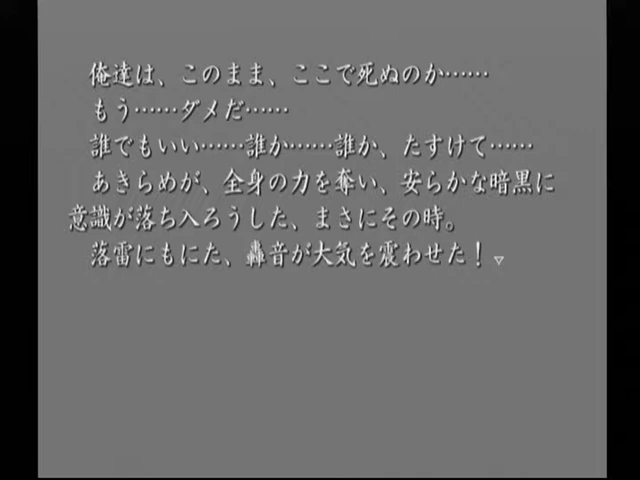 俺達は、このまま、ここで死ぬのか……
もう……ダメだ……
誰でもいい……誰か……誰か、たすけて……
あきらめが、全身の力を奪い、安らかな暗黒に
意識が落ち入ろうした、まさにその時。
落雷にもにた、轟音が大気を震わせた！